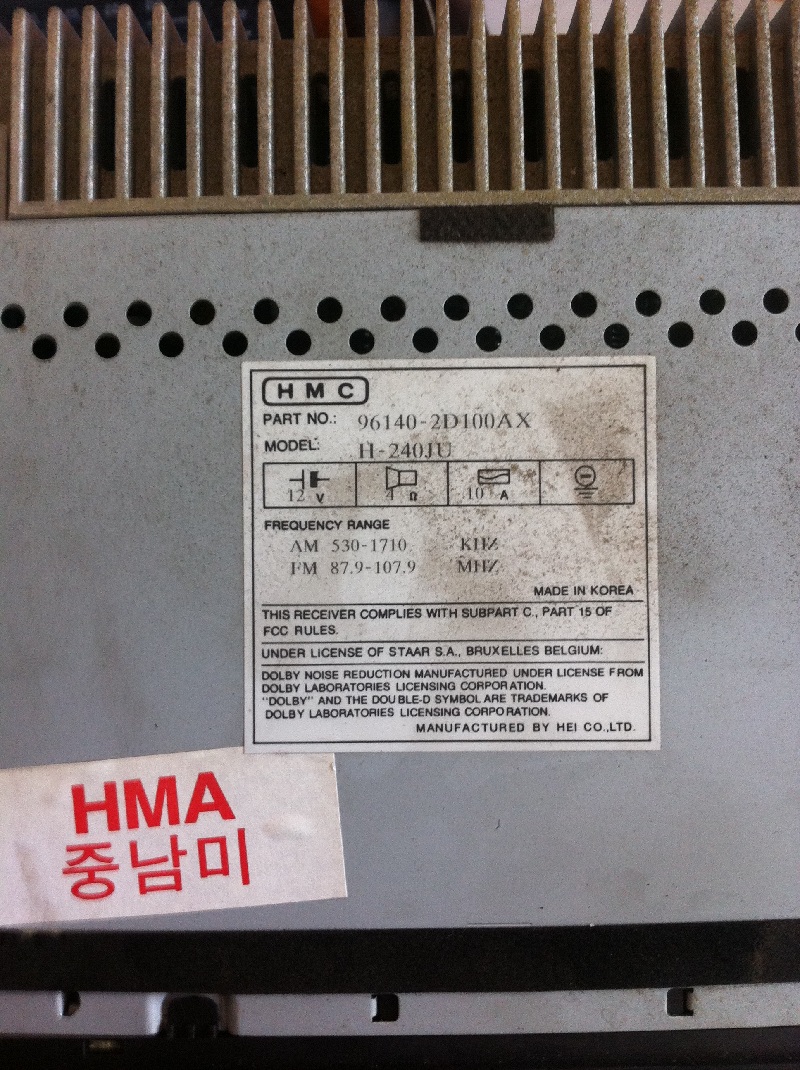 HMC
PART NO.: 96140-2D100AX
MODEL: H-240JU
12 V 4 Ω 10 A
FREQUENCY RANGE
AM 530-1710 KHZ
FM 87.9-107.9 MHZ
MADE IN KOREA
THIS RECEIVER COMPLIES WITH SUBPART C., PART 15 OF
FCC RULES.
UNDER LICENSE OF STAAR S.A., BRUXELLES BELGIUM:
DOLBY NOISE REDUCTION MANUFACTURED UNDER LICENSE FROM
DOLBY LABORATORIES LICENSING CORPORATION.
"DOLBY" AND THE DOUBLE-D SYMBOL ARE TRADEMARKS OF
DOLBY LABORATORIES LICENSING CORPORATION.
MANUFACTURED BY HEI CO.,LTD.
HMA
중남미